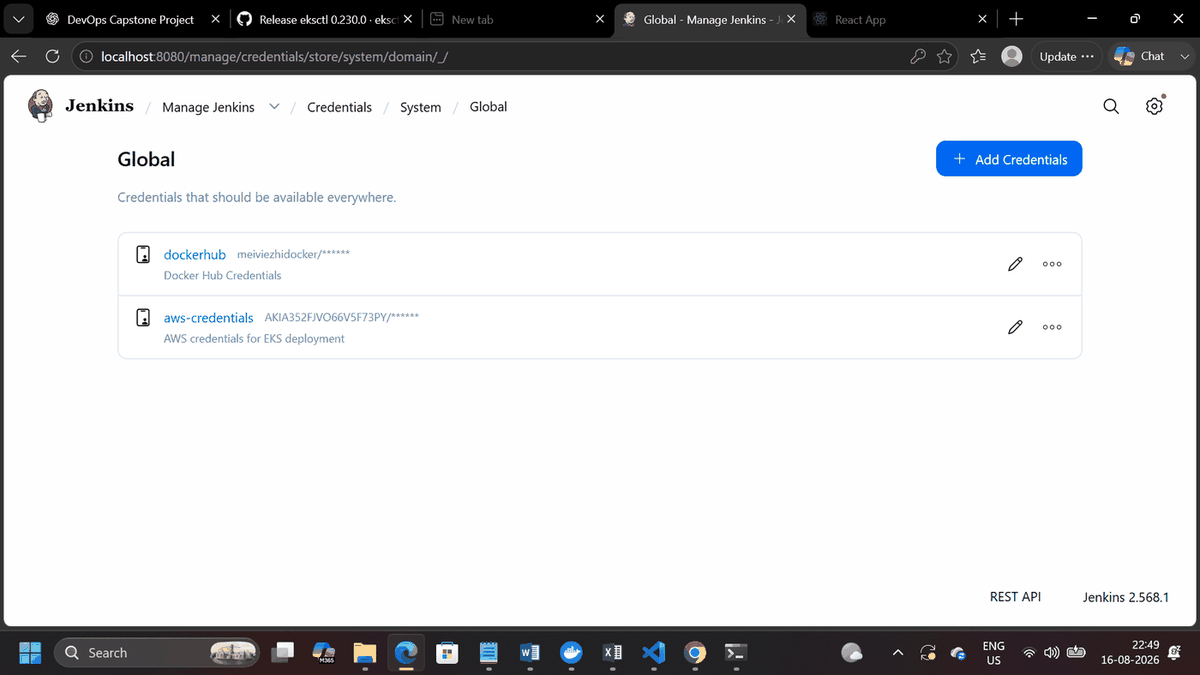 DevOps Capstone Project
Release eksctl 0.230.0 · eksc
New tab
Global - Manage Jenkins - J
React App
localhost:8080/manage/credentials/store/system/domain/_/
Update
Chat
Jenkins / Manage Jenkins / Credentials / System / Global
Global
+ Add Credentials
Credentials that should be available everywhere.
dockerhub meiviezhidocker/******
Docker Hub Credentials
aws-credentials AKIA352FJVO66V5F73PY/******
AWS credentials for EKS deployment
REST API
Jenkins 2.568.1
Search
M365
ENG
US
22:49
16-08-2026